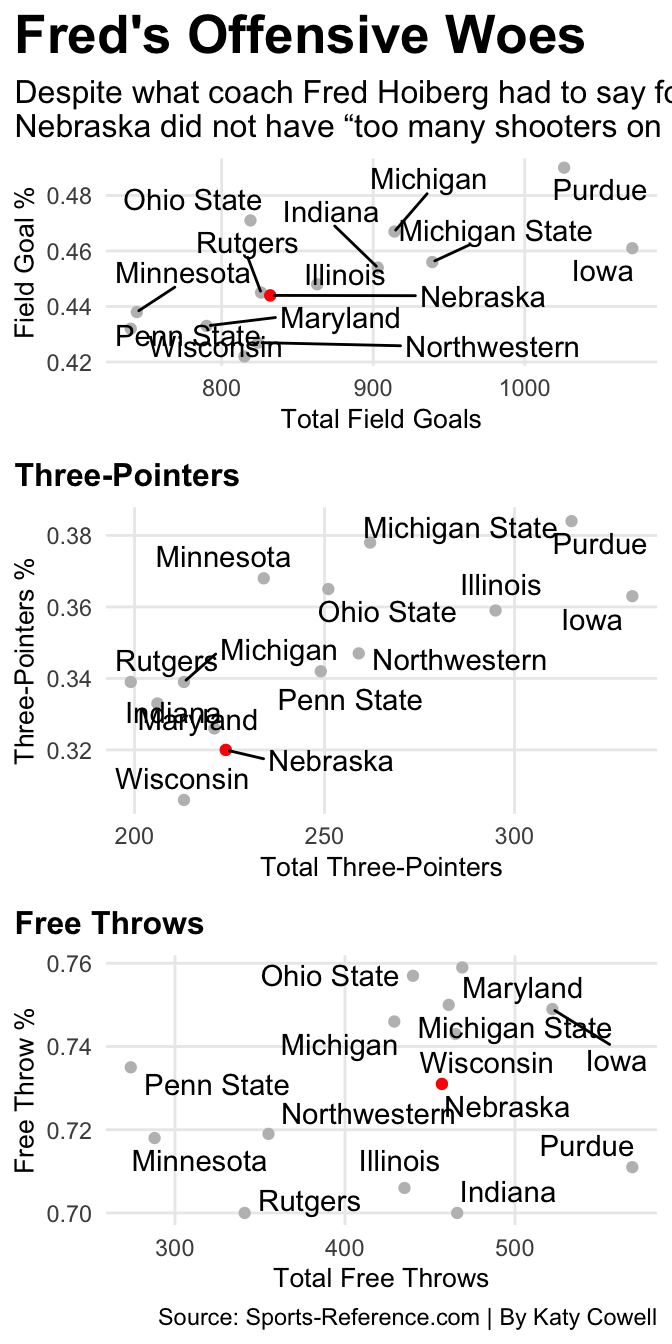 Fred's Offensive Woes
Despite what coach Fred Hoiberg had to say fo
Nebraska did not have “too many shooters on
Field Goal %
0.48
0.46
0.44
0.42
Michigan
Purdue
Ohio State
Indiana
Michigan State
Rutgers
Illinois
Iowa
Minnesota
Nebraska
Maryland
Penn State
Wisconsin
Northwestern
800
900
1000
Total Field Goals
Three-Pointers
Three-Pointers %
0.38
0.36
0.34
0.32
Michigan State
Purdue
Minnesota
Illinois
Ohio State
Iowa
Michigan
Rutgers
Northwestern
Penn State
Indiana
Maryland
Nebraska
Wisconsin
200
250
300
Total Three-Pointers
Free Throws
Free Throw %
0.76
0.74
0.72
0.70
Ohio State
Maryland
Michigan State
Michigan
Wisconsin
Iowa
Penn State
Northwestern
Nebraska
Minnesota
Illinois
Purdue
Rutgers
Indiana
300
400
500
Total Free Throws
Source: Sports-Reference.com | By Katy Cowell